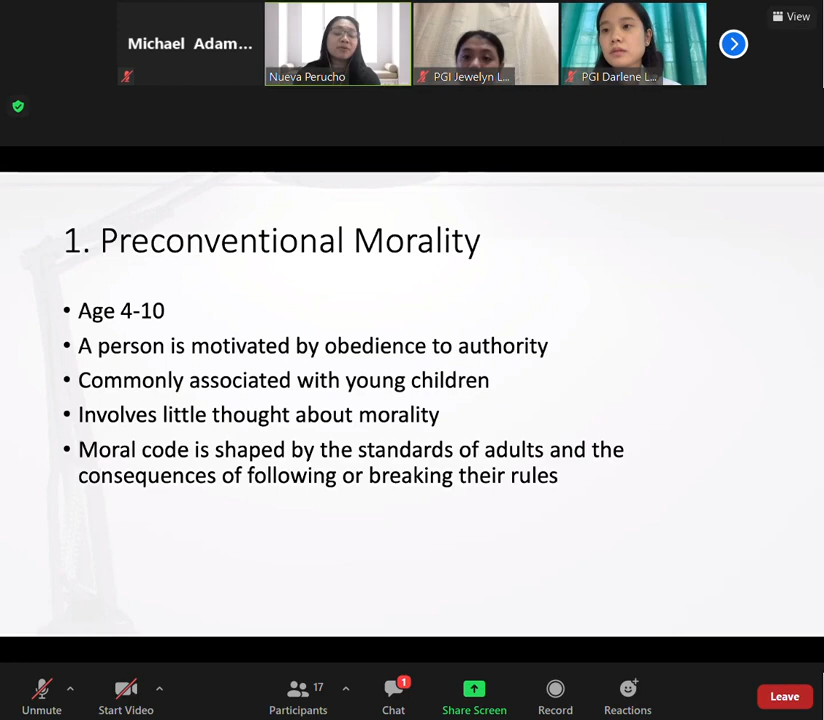 View
Michael Adam...
Nueva Perucho
PGI Jewelyn L...
PGI Darlene L...
1. Preconventional Morality
• Age 4-10
• A person is motivated by obedience to authority
• Commonly associated with young children
• Involves little thought about morality
• Moral code is shaped by the standards of adults and the
consequences of following or breaking their rules
17
1
Unmute
Start Video
Participants
Chat
Share Screen
Record
Reactions
Leave